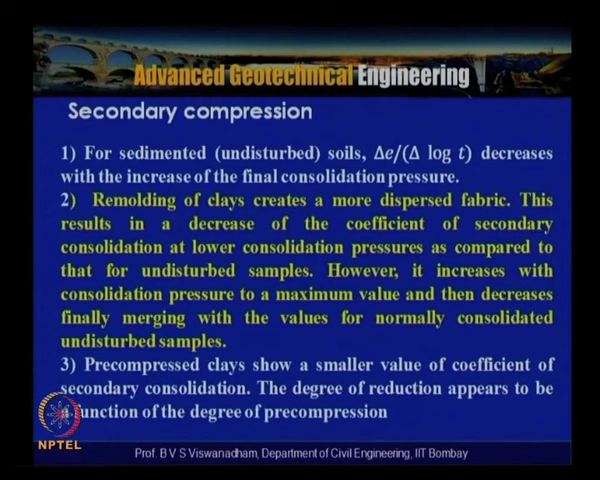 Advanced Geotechnical Engineering
Secondary compression
1) For sedimented (undisturbed) soils, Δe/(Δ log t) decreases
with the increase of the final consolidation pressure.
2) Remolding of clays creates a more dispersed fabric. This
results in a decrease of the coefficient of secondary
consolidation at lower consolidation pressures as compared to
that for undisturbed samples. However, it increases with
consolidation pressure to a maximum value and then decreases
finally merging with the values for normally consolidated
undisturbed samples.
3) Precompressed clays show a smaller value of coefficient of
secondary consolidation. The degree of reduction appears to be
a function of the degree of precompression
NPTEL
Prof. B V S Viswanadham, Department of Civil Engineering, IIT Bombay